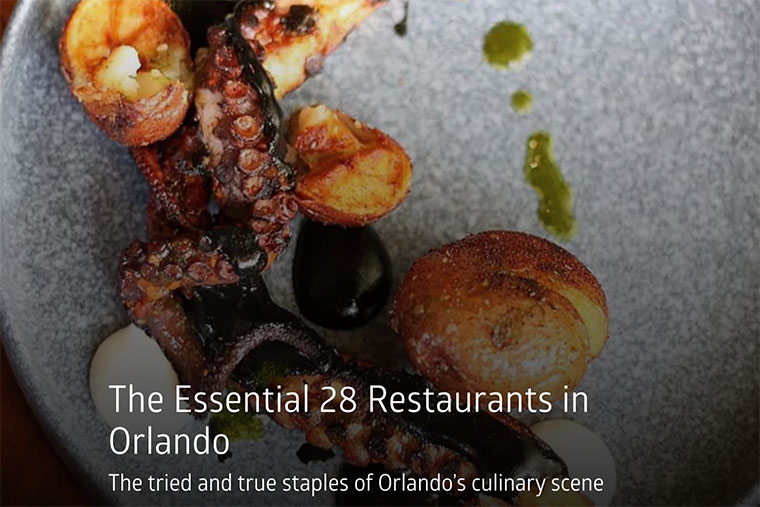 The Essential 28 Restaurants in
Orlando
The tried and true staples of Orlando's culinary scene